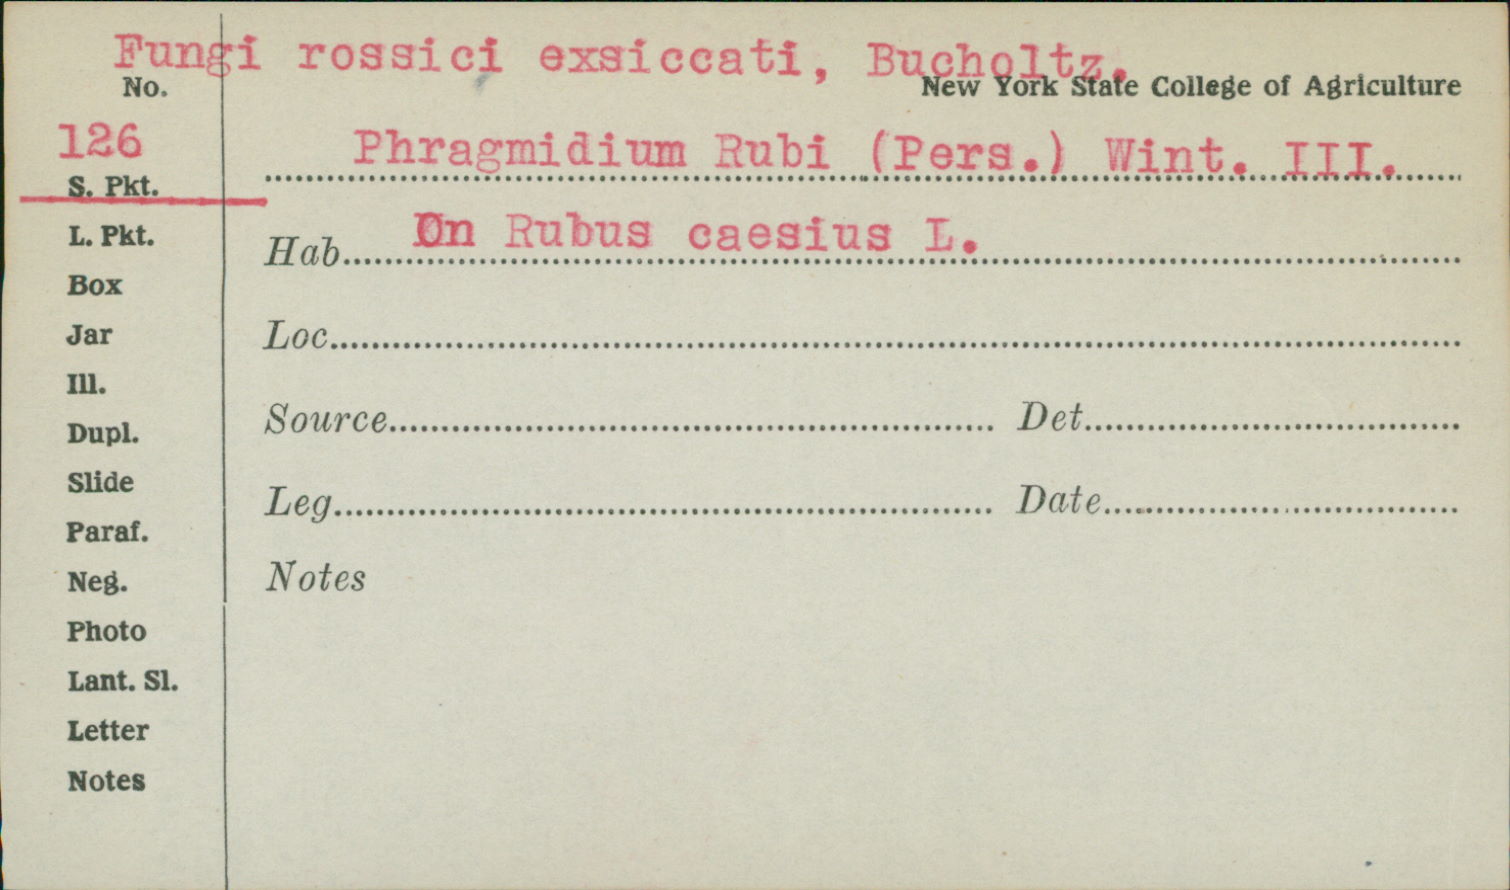 Fungi rossici exsiccati, Bucholtz.
No.
New York State College of Agriculture
126
Phragmidium Rubi (Pers.) Wint. III.
S. Pkt.
L. Pkt.
Hab. On Rubus caesius L.
Box
Jar
Loc.
Ill.
Dupl.
Source Det.
Slide
Leg. Date
Paraf.
Neg.
Notes
Photo
Lant. Sl.
Letter
Notes